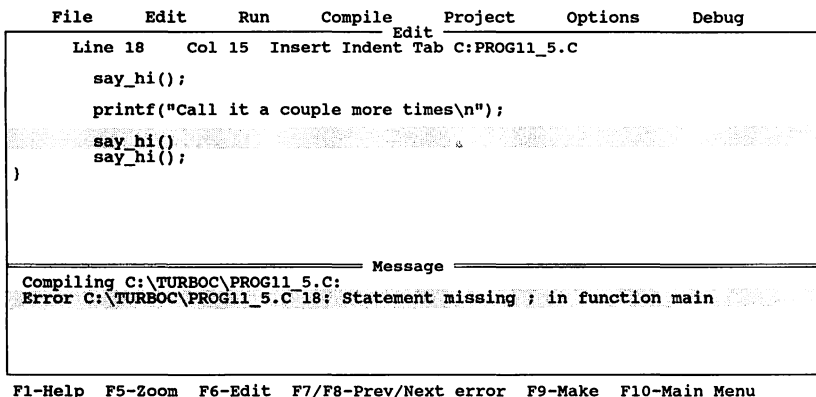 File Edit Run Compile Project Options Debug
Edit
Line 18 Col 15 Insert Indent Tab C:PROG11_5.C
say_hi();
printf("Call it a couple more times\n");
say_hi()
say_hi();
}
Message
Compiling C:\TURBOC\PROG11_5.C:
Error C:\TURBOC\PROG11_5.C 18: Statement missing ; in function main
F1-Help F5-Zoom F6-Edit F7/F8-Prev/Next error F9-Make F10-Main Menu